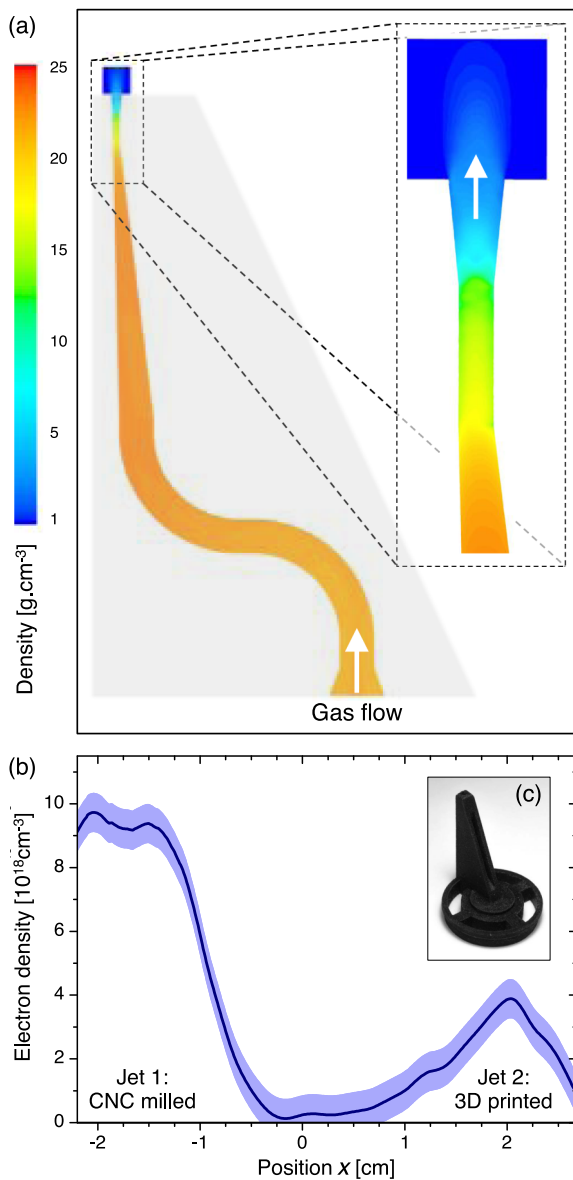 (a)
25
20
15
10
5
1
Density [g.cm-3]
Gas flow
(b)
(c)
10
8
6
4
2
0
Electron density [1018cm-3]
Jet 1:
CNC milled
Jet 2:
3D printed
-2
-1
0
1
2
Position x [cm]